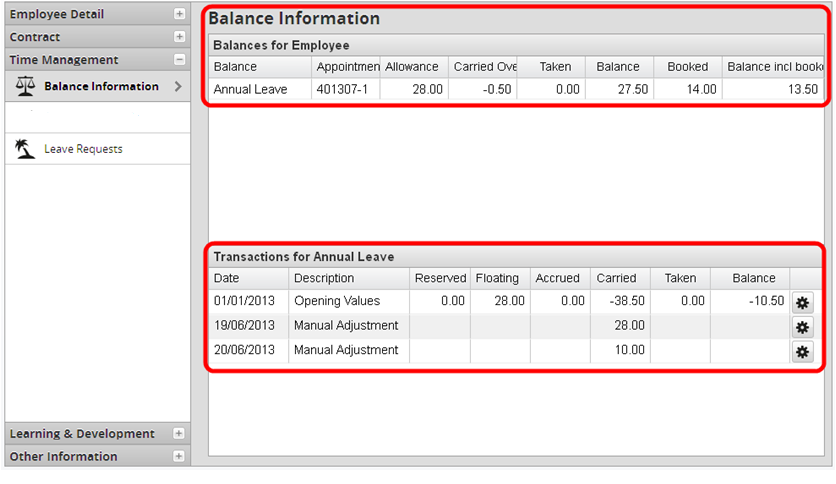 Employee Detail
Contract
Time Management
Balance Information
Leave Requests
Learning & Development
Other Information
Balance Information
Balances for Employee
Balance Appointmen Allowance Carried Ove Taken Balance Booked Balance incl book
Annual Leave 401307-1 28.00 -0.50 0.00 27.50 14.00 13.50
Transactions for Annual Leave
Date Description Reserved Floating Accrued Carried Taken Balance
01/01/2013 Opening Values 0.00 28.00 0.00 -38.50 0.00 -10.50
19/06/2013 Manual Adjustment 28.00
20/06/2013 Manual Adjustment 10.00